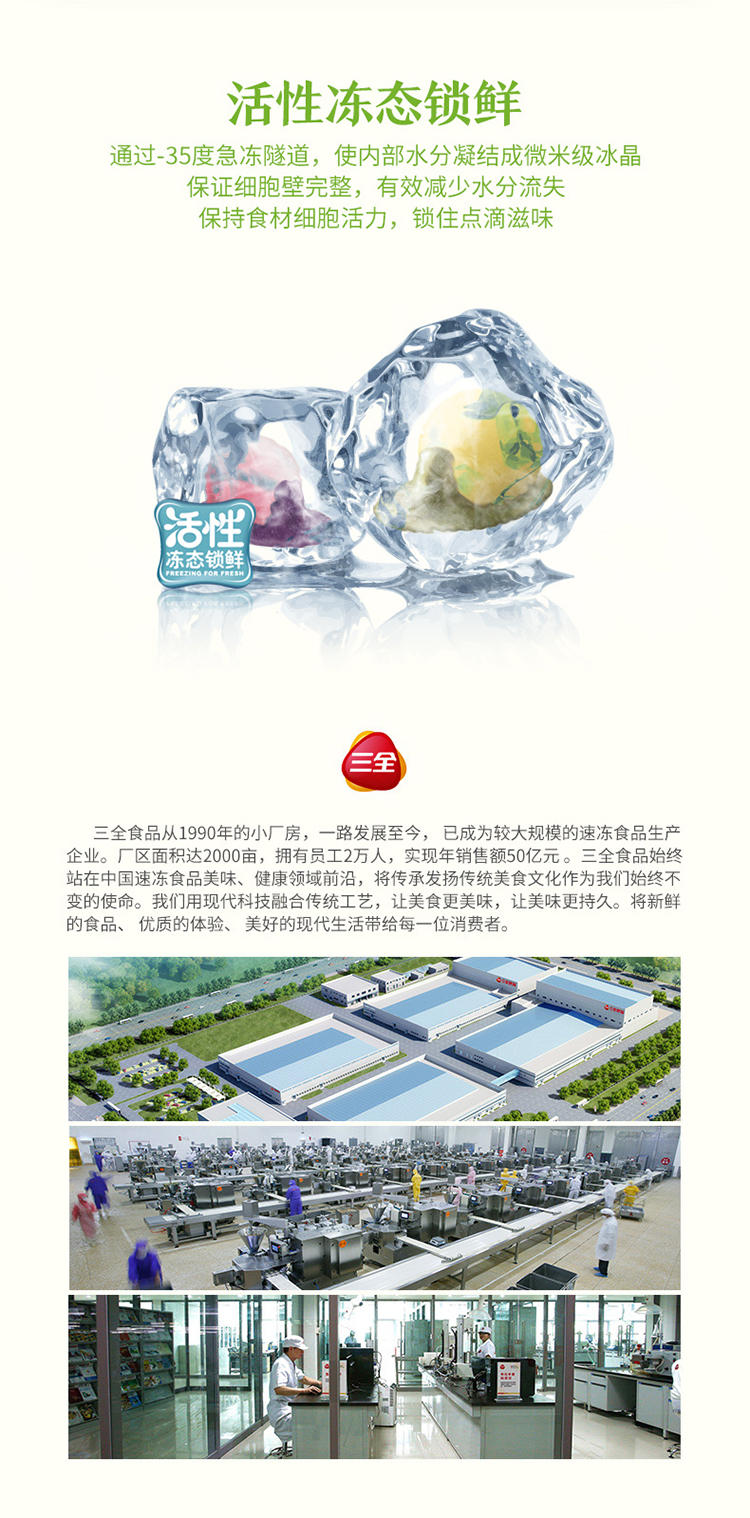 活性冻态锁鲜
通过-35度急冻隧道，使内部水分凝结成微米级冰晶
保证细胞壁完整，有效减少水分流失
保持食材细胞活力，锁住点滴滋味
活性
冻态锁鲜
FREEZING FOR FRESH
三全
三全食品从1990年的小厂房，一路发展至今， 已成为较大规模的速冻食品生产
企业。厂区面积达2000亩，拥有员工2万人，实现年销售额50亿元 。三全食品始终
站在中国速冻食品美味、健康领域前沿，将传承发扬传统美食文化作为我们始终不
变的使命。我们用现代科技融合传统工艺，让美食更美味，让美味更持久。将新鲜
的食品、 优质的体验、 美好的现代生活带给每一位消费者。